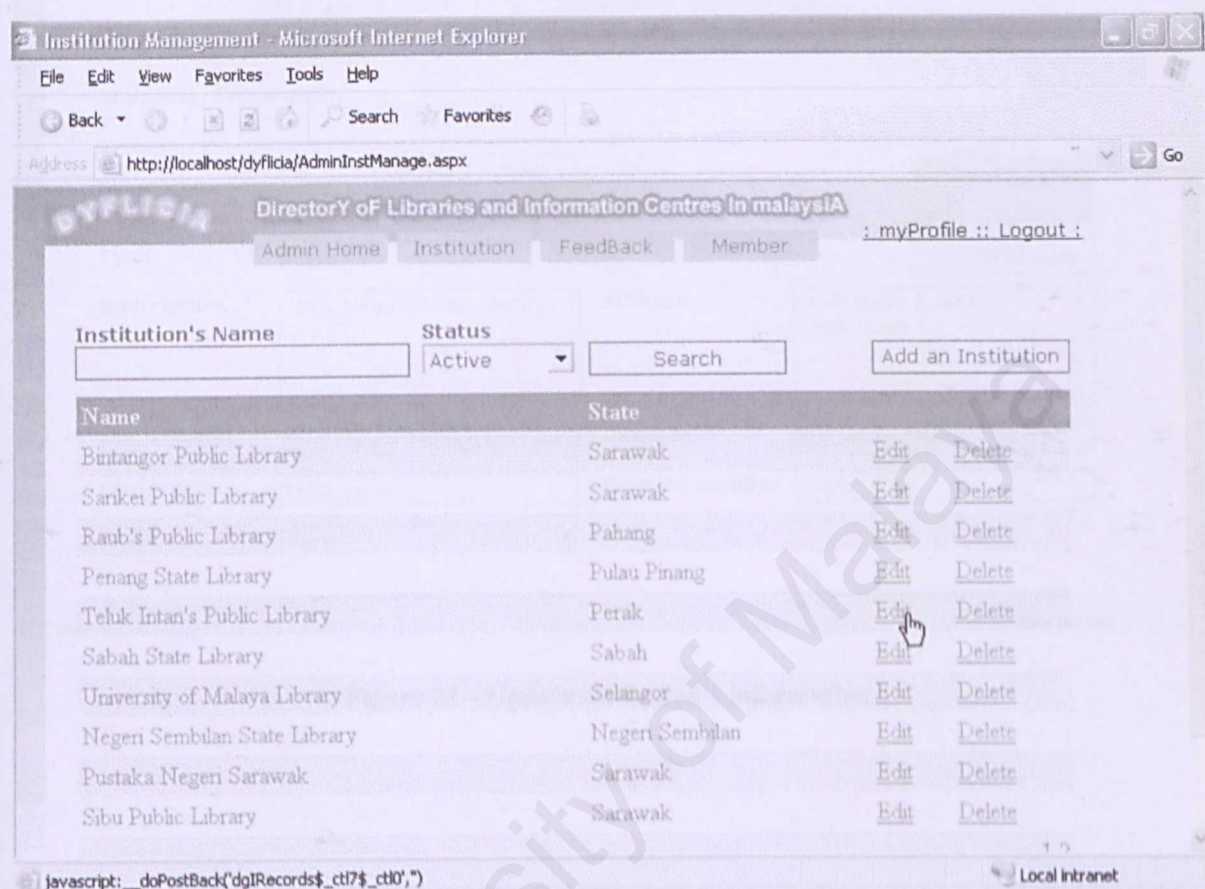 Institution Management - Microsoft Internet Explorer
File Edit View Favorites Tools Help
Back Search Favorites
Address http://localhost/dyflicia/AdminInstManage.aspx Go
DYFLICIA DirectorY oF Libraries and Information Centres In malaysIA
: myProfile :: Logout :
Admin Home Institution FeedBack Member
Institution's Name Status
Active Search Add an Institution
Name State
Bintangor Public Library Sarawak Edit Delete
Sarikei Public Library Sarawak Edit Delete
Raub's Public Library Pahang Edit Delete
Penang State Library Pulau Pinang Edit Delete
Teluk Intan's Public Library Perak Edit Delete
Sabah State Library Sabah Edit Delete
University of Malaya Library Selangor Edit Delete
Negeri Sembilan State Library Negeri Sembilan Edit Delete
Pustaka Negeri Sarawak Sarawak Edit Delete
Sibu Public Library Sarawak Edit Delete
1 2
javascript:__doPostBack('dgIRecords$_ctl7$_ctl0','') Local intranet
sity of Malaya